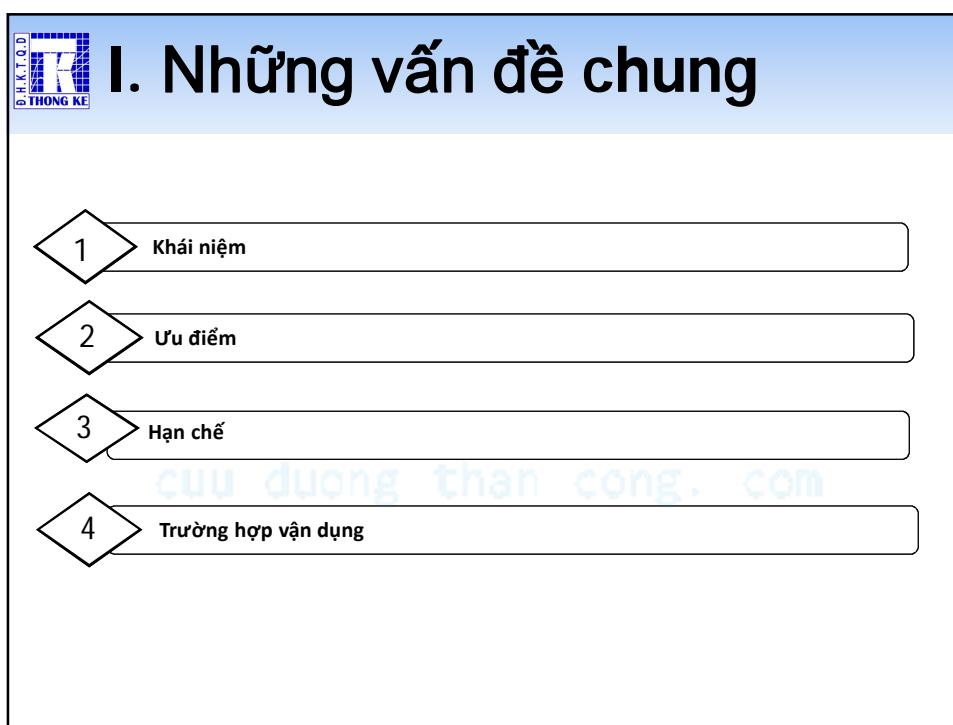 Đ.H.K.T.Q.D
THONG KE
I. Những vấn đề chung
1 Khái niệm
2 Ưu điểm
3 Hạn chế
cuu duong than cong. com
4 Trường hợp vận dụng